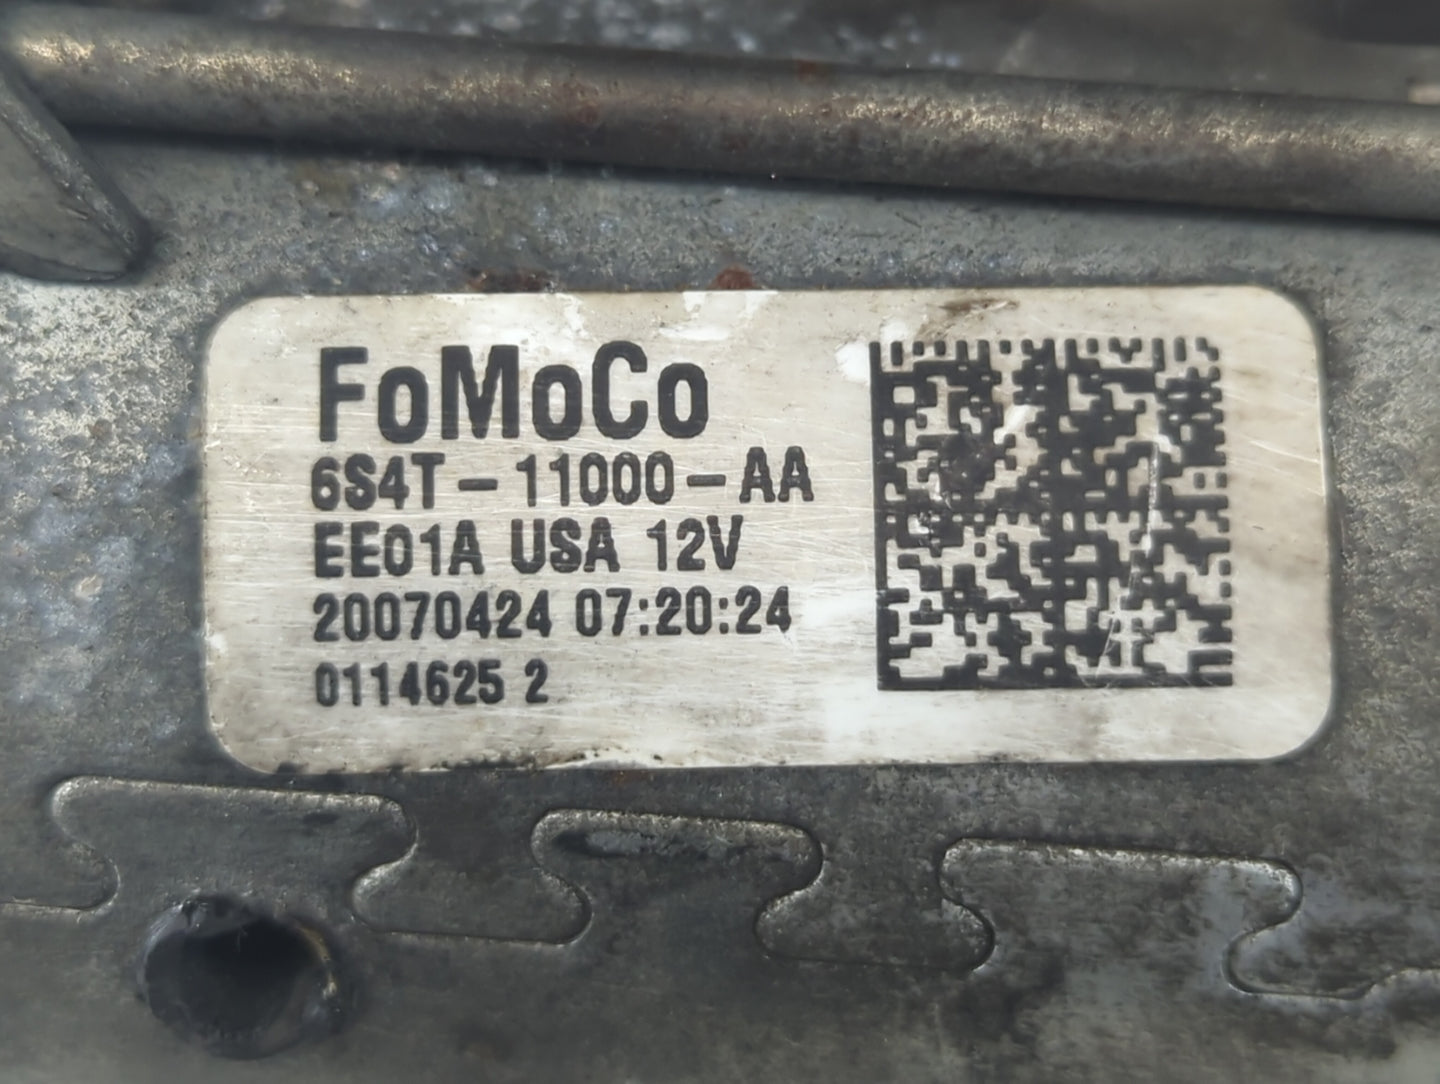 FoMoCo
6S4T-11000-AA
EE01A USA 12V
20070424 07:20:24
0114625 2